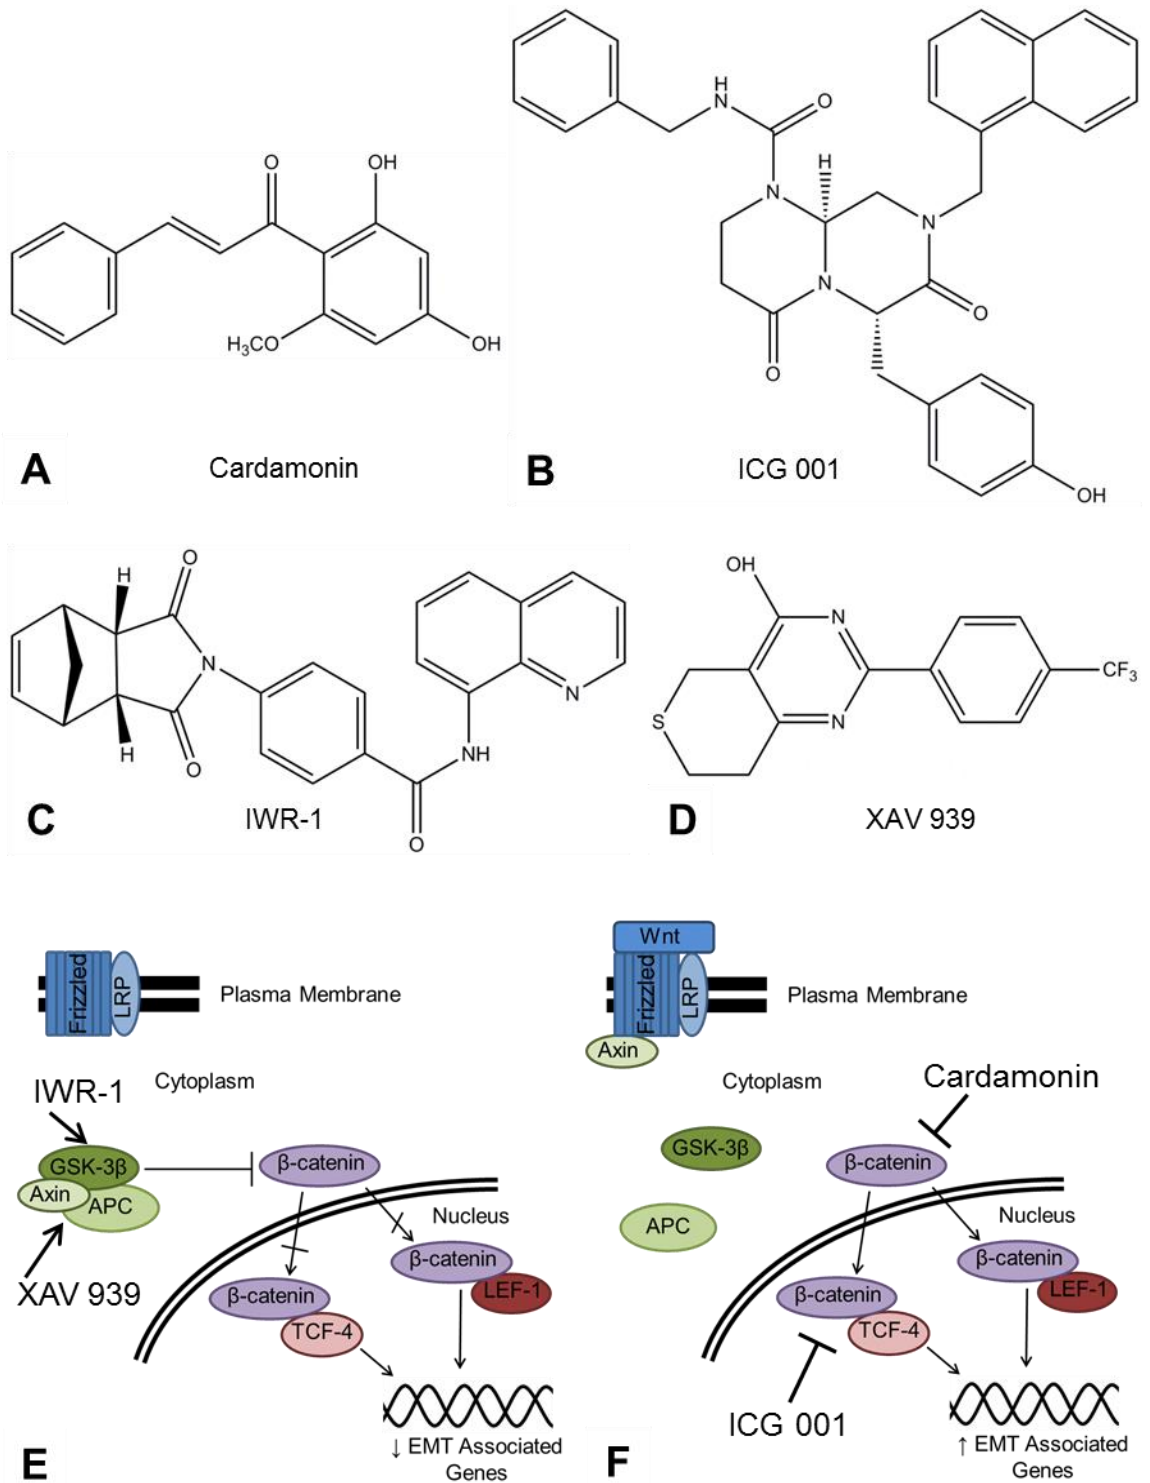 O
OH
H₃CO
OH
A
Cardamonin
H
N
O
N
H
N
N
O
O
OH
B
ICG 001
O
H
N
H
O
N
NH
O
C
IWR-1
OH
N
S
N
CF₃
D
XAV 939
Frizzled
LRP
Plasma Membrane
Cytoplasm
IWR-1
GSK-3β
Axin
APC
XAV 939
β-catenin
Nucleus
β-catenin
LEF-1
β-catenin
TCF-4
↓ EMT Associated
Genes
E
Wnt
Frizzled
LRP
Plasma Membrane
Axin
Cytoplasm
Cardamonin
GSK-3β
APC
β-catenin
Nucleus
β-catenin
LEF-1
β-catenin
TCF-4
ICG 001
↑ EMT Associated
Genes
F